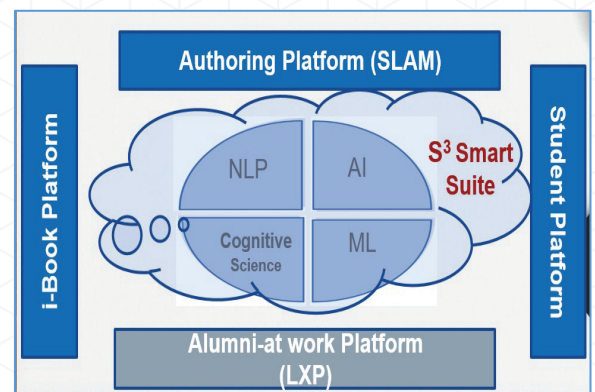 Authoring Platform (SLAM)
i-Book Platform
NLP
AI
S³ Smart
Suite
Cognitive
Science
ML
Student Platform
Alumni-at work Platform
(LXP)